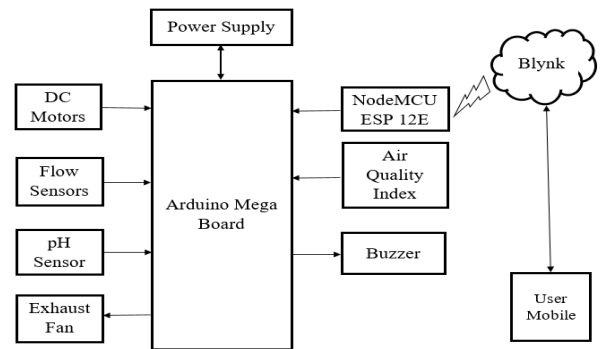 Power Supply
Blynk
DC
Motors
NodeMCU
ESP 12E
Flow
Sensors
Air
Quality
Index
Arduino Mega
Board
pH
Sensor
Buzzer
Exhaust
Fan
User
Mobile